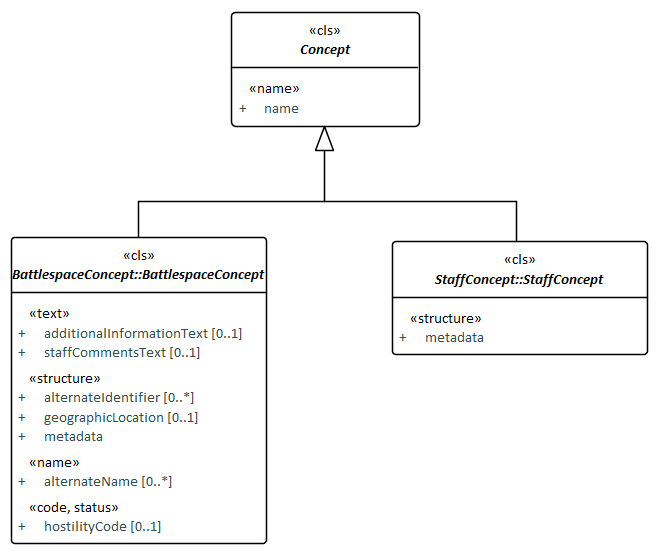 «cls»
Concept
«name»
+ name
«cls»
BattlespaceConcept::BattlespaceConcept
«text»
+ additionalInformationText [0..1]
+ staffCommentsText [0..1]
«structure»
+ alternateIdentifier [0..*]
+ geographicLocation [0..1]
+ metadata
«name»
+ alternateName [0..*]
«code, status»
+ hostilityCode [0..1]
«cls»
StaffConcept::StaffConcept
«structure»
+ metadata